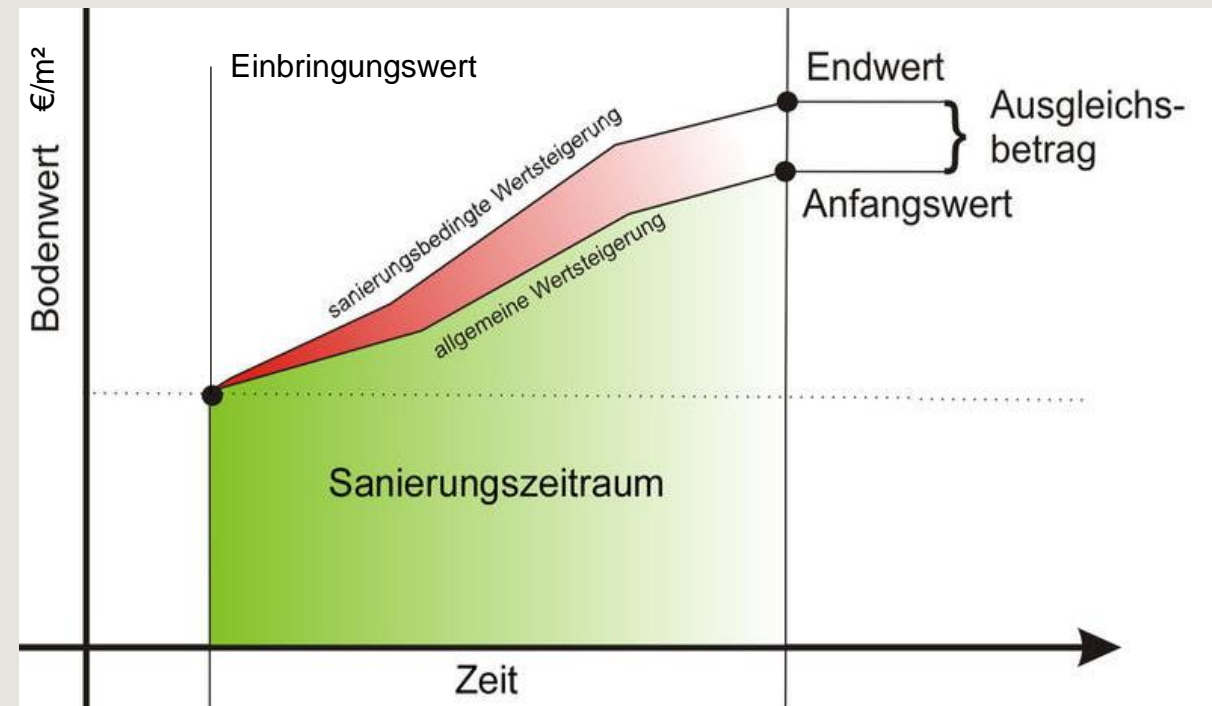 Bodenwert €/m²
Einbringungswert
Endwert
Ausgleichs-
betrag
Anfangswert
sanierungsbedingte Wertsteigerung
allgemeine Wertsteigerung
Sanierungszeitraum
Zeit